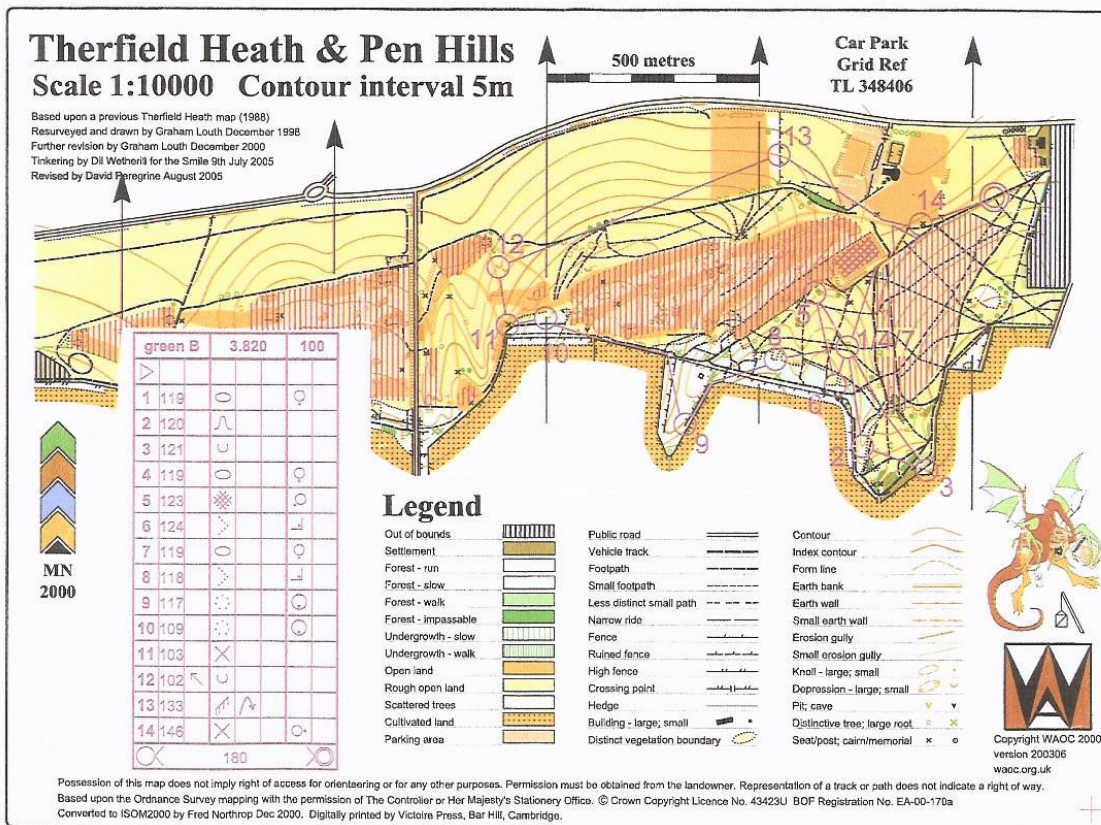 Therfield Heath & Pen Hills
Scale 1:10000 Contour interval 5m
Based upon a previous Therfield Heath map (1988)
Resurveyed and drawn by Graham Louth December 1998
Further revision by Graham Louth December 2000
Tinkering by Dil Wetherill for the Smile 9th July 2005
Revised by David Peregrine August 2005
500 metres
Car Park
Grid Ref
TL 348406
13
14
12
11
10
5
8
1/4
7
6
9
2
3
green B 3.820 100
1 119
2 120
3 121
4 119
5 123
6 124
7 119
8 118
9 117
10 109
11 103
12 102
13 133
14 146
180
MN
2000
Legend
Out of bounds
Settlement
Forest - run
Forest - slow
Forest - walk
Forest - impassable
Undergrowth - slow
Undergrowth - walk
Open land
Rough open land
Scattered trees
Cultivated land
Parking area
Public road
Vehicle track
Footpath
Small footpath
Less distinct small path
Narrow ride
Fence
Ruined fence
High fence
Crossing point
Hedge
Building - large; small
Distinct vegetation boundary
Contour
Index contour
Form line
Earth bank
Earth wall
Small earth wall
Erosion gully
Small erosion gully
Knoll - large; small
Depression - large; small
Pit; cave
Distinctive tree; large root
Seat/post; cairn/memorial
Copyright WAOC 2000
version 200306
waoc.org.uk
Possession of this map does not imply right of access for orienteering or for any other purposes. Permission must be obtained from the landowner. Representation of a track or path does not indicate a right of way.
Based upon the Ordnance Survey mapping with the permission of The Controller or Her Majesty's Stationery Office. © Crown Copyright Licence No. 43423U BOF Registration No. EA-00-170a
Converted to ISOM2000 by Fred Northrop Dec 2000. Digitally printed by Victoire Press, Bar Hill, Cambridge.